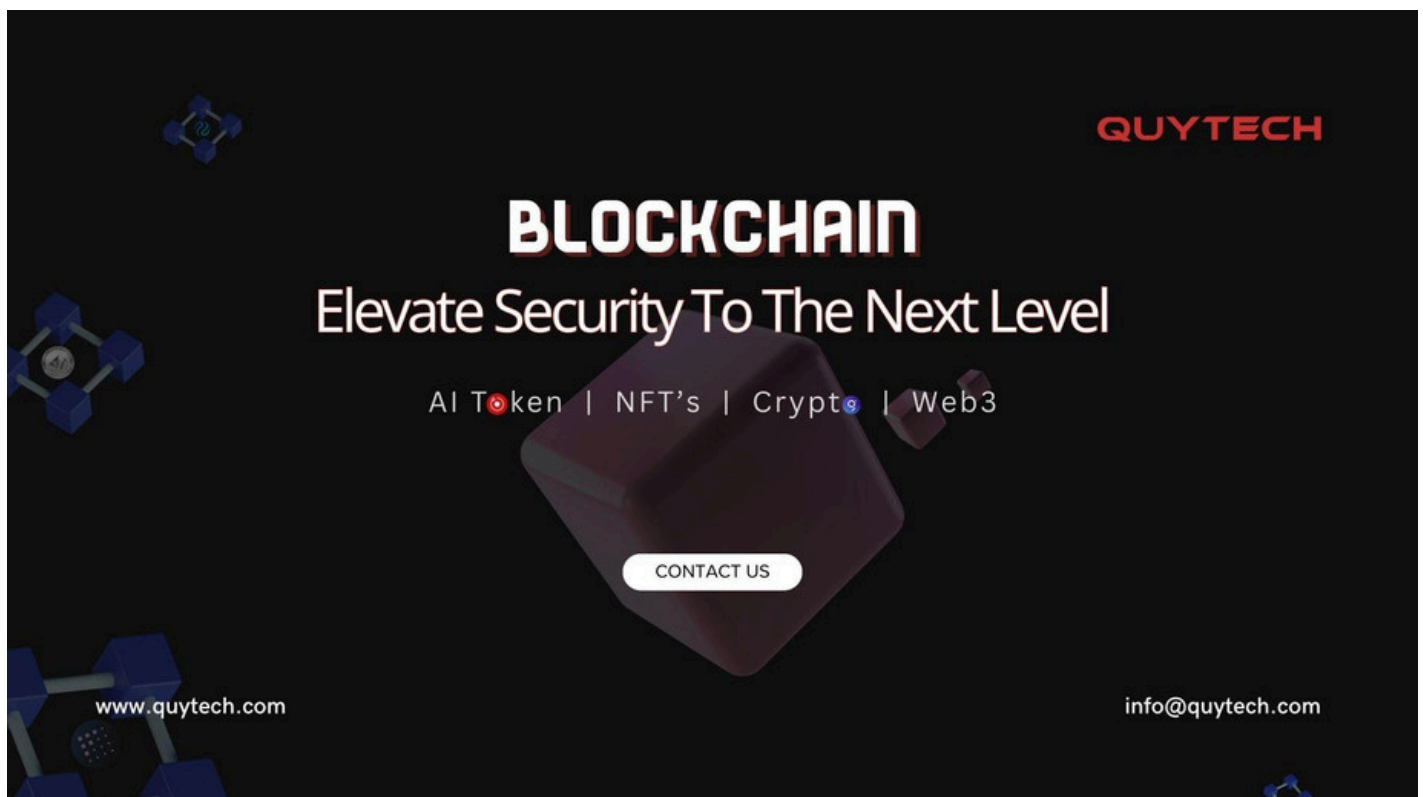 QUYTECH
BLOCKCHAIN
Elevate Security To The Next Level
AI Token | NFT’s | Crypto | Web3
CONTACT US
www.quytech.com
info@quytech.com